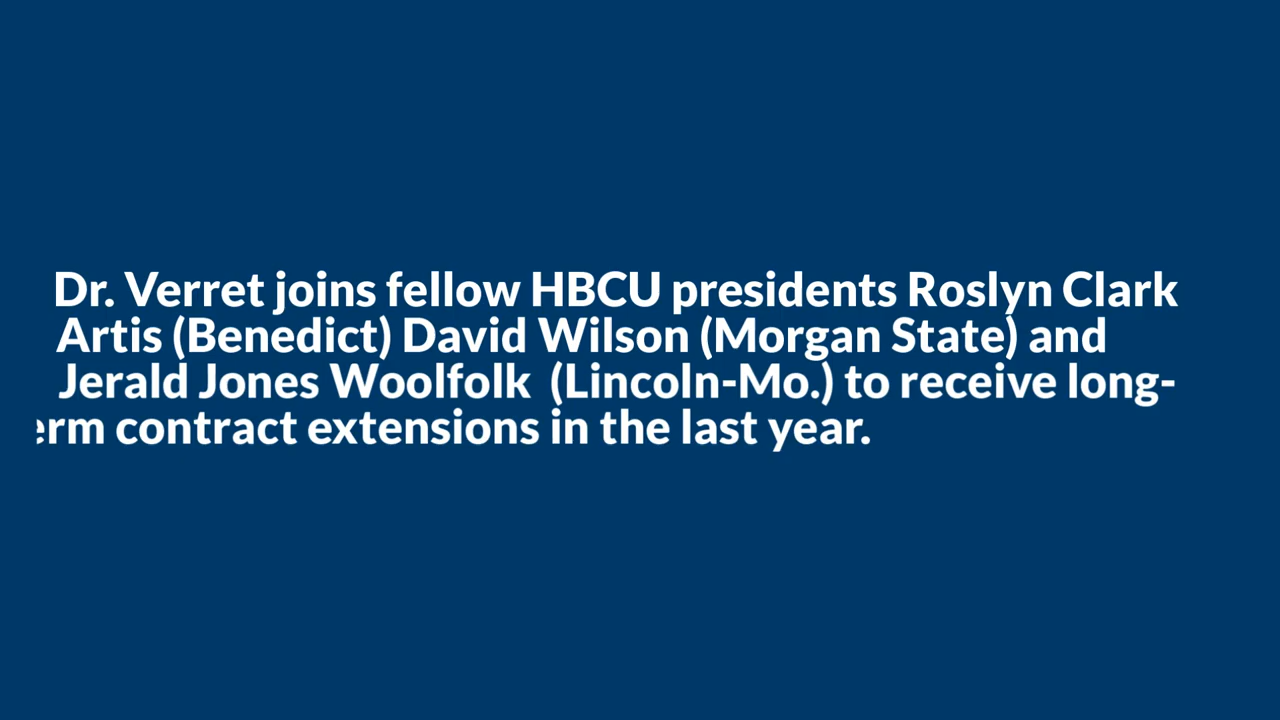 Dr. Verret joins fellow HBCU presidents Roslyn Clark
Artis (Benedict) David Wilson (Morgan State) and
Jerald Jones Woolfolk (Lincoln-Mo.) to receive long-
erm contract extensions in the last year.